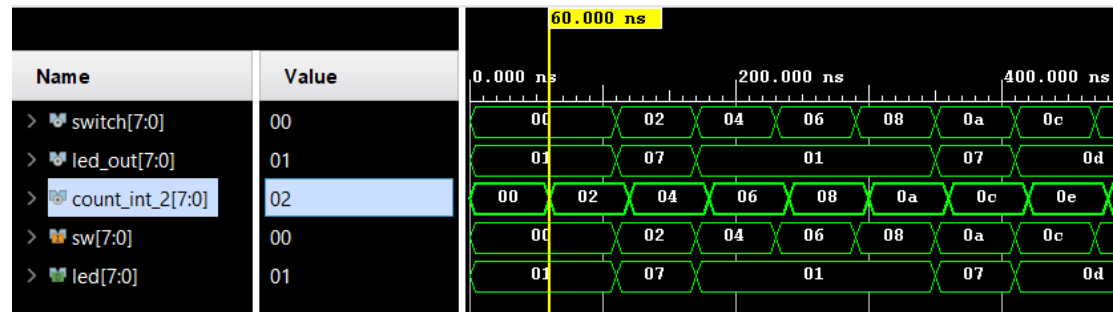 60.000 ns
Name Value 0.000 ns 200.000 ns 400.000 ns
> switch[7:0] 00 00 02 04 06 08 0a 0c
> led_out[7:0] 01 01 07 01 07 0d
> count_int_2[7:0] 02 00 02 04 06 08 0a 0c 0e
> sw[7:0] 00 00 02 04 06 08 0a 0c
> led[7:0] 01 01 07 01 07 0d